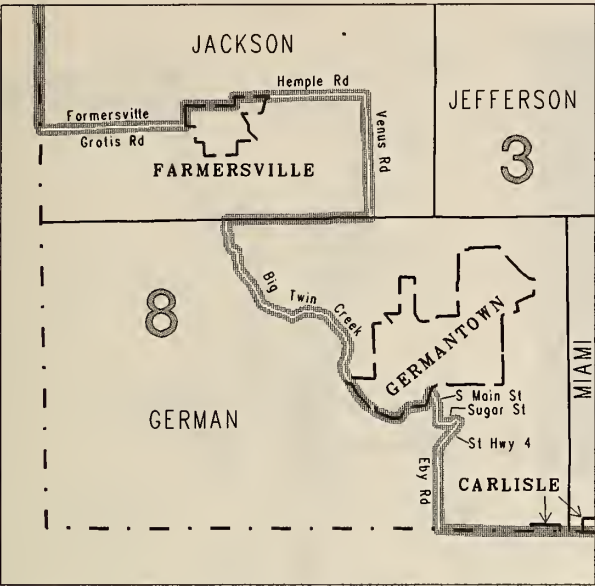 JACKSON
Hemple Rd
JEFFERSON
Formersville
Grotis Rd
Venus Rd
3
FARMERSVILLE
8
Big
Twin
Creek
GERMANTOWN
MIAMI
GERMAN
S Main St
Sugar St
St Hwy 4
Eby Rd
CARLISLE